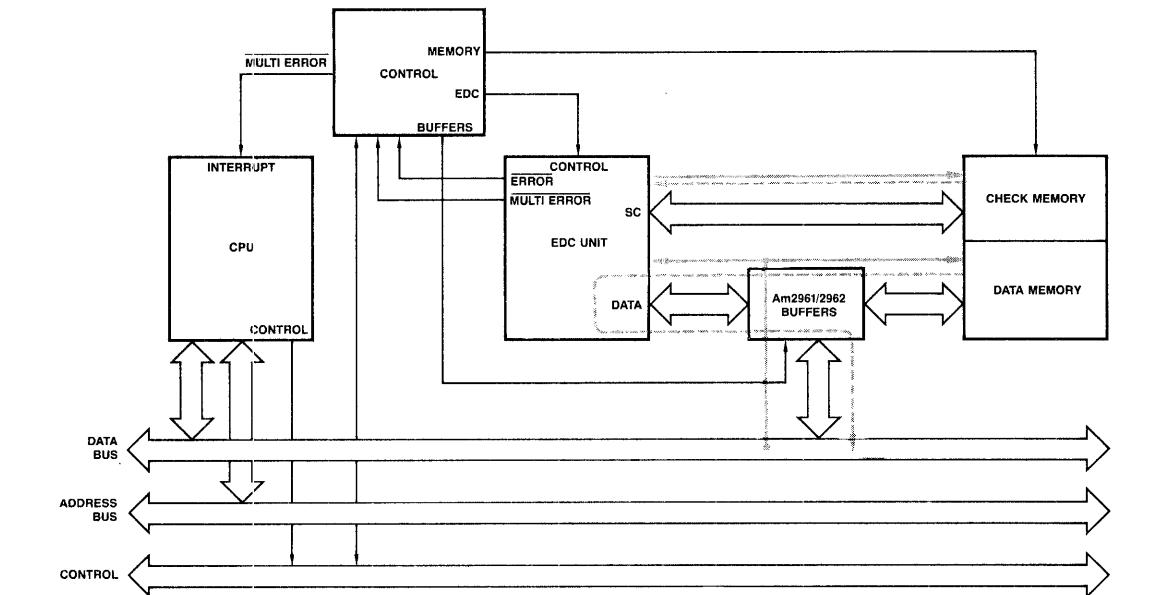 MEMORY
MULTI ERROR
CONTROL
EDC
BUFFERS
INTERRUPT
CONTROL
ERROR
MULTI ERROR
SC
CHECK MEMORY
CPU
EDC UNIT
DATA
Am2961/2962
BUFFERS
DATA MEMORY
CONTROL
DATA
BUS
ADDRESS
BUS
CONTROL